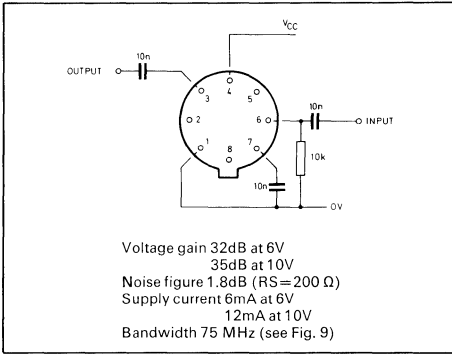 VCC
10n
OUTPUT
3
4
5
10n
2
6
INPUT
1
7
10k
8
10n
0V
Voltage gain 32dB at 6V
35dB at 10V
Noise figure 1.8dB (RS=200 Ω)
Supply current 6mA at 6V
12mA at 10V
Bandwidth 75 MHz (see Fig. 9)